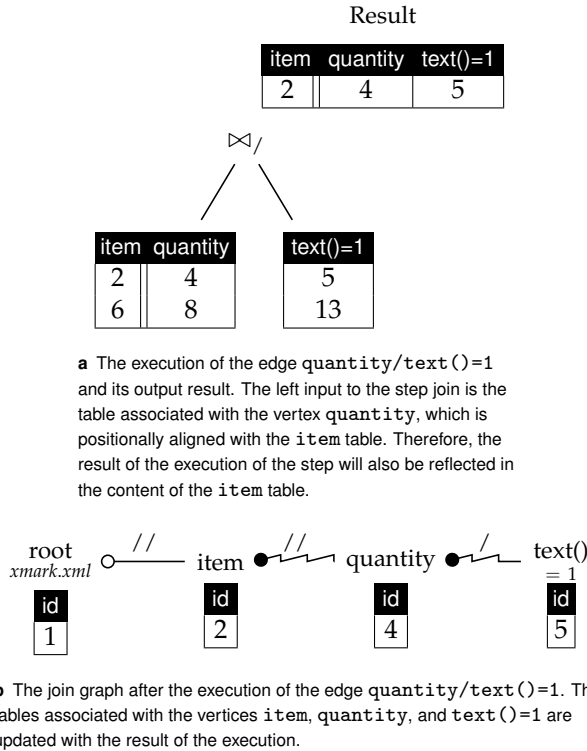 Result
item quantity text()=1
2 4 5
⋈/
item quantity text()=1
2 4 5
6 8 13
a The execution of the edge quantity/text()=1
and its output result. The left input to the step join is the
table associated with the vertex quantity, which is
positionally aligned with the item table. Therefore, the
result of the execution of the step will also be reflected in
the content of the item table.
root // item // quantity / text()
xmark.xml = 1
id id id id
1 2 4 5
The join graph after the execution of the edge quantity/text()=1.
associated with the vertices item, quantity, and text()=1 are
updated with the result of the execution.